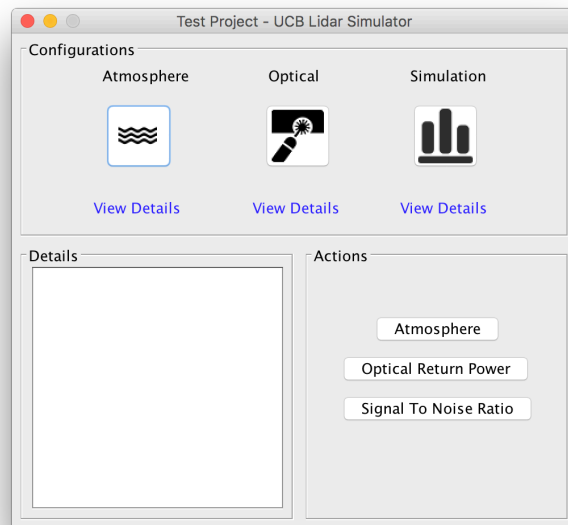 Test Project - UCB Lidar Simulator
Configurations
Atmosphere Optical Simulation
View Details View Details View Details
Details
Actions
Atmosphere
Optical Return Power
Signal To Noise Ratio